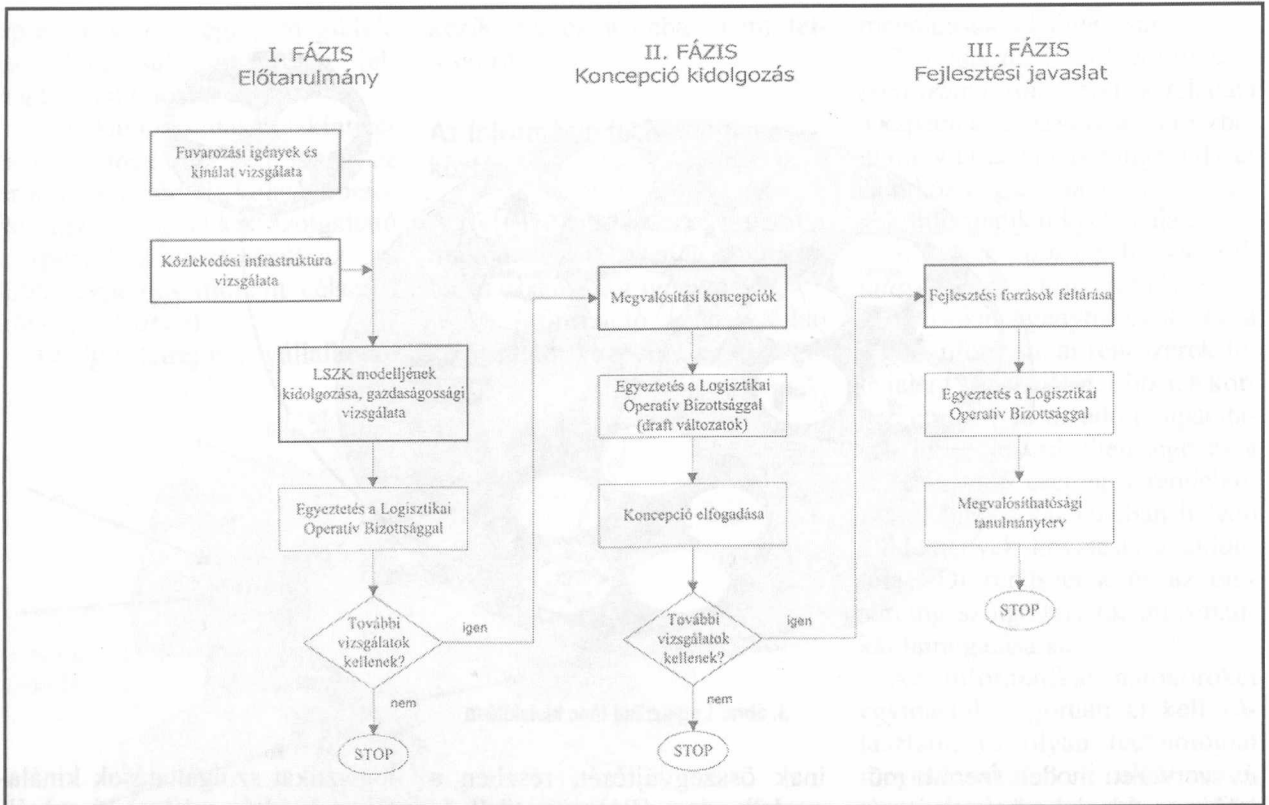 I. FÁZIS
Előtanulmány
Fuvarozási igények és
kínálat vizsgálata
Közlekedési infrastruktúra
vizsgálata
LSZK modelljének
kidolgozása, gazdaságossági
vizsgálata
Egyeztetés a Logisztikai
Operatív Bizottsággal
További
vizsgálatok
kellenek?
igen
nem
STOP
II. FÁZIS
Koncepció kidolgozás
Megvalósítási koncepciók
Egyeztetés a Logisztikai
Operatív Bizottsággal
(draft változatok)
Koncepció elfogadása
További
vizsgálatok
kellenek?
igen
nem
STOP
III. FÁZIS
Fejlesztési javaslat
Fejlesztési források feltárása
Egyeztetés a Logisztikai
Operatív Bizottsággal
Megvalósíthatósági
tanulmányterv
STOP